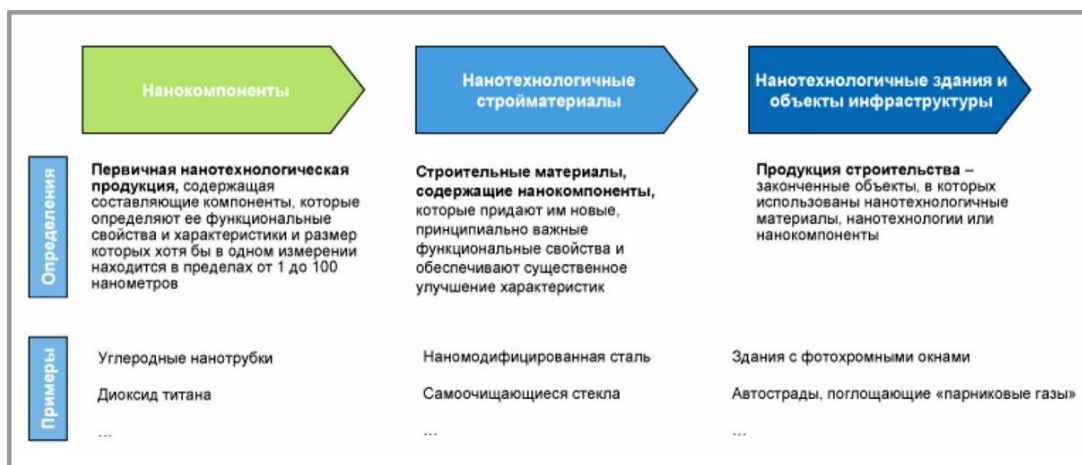 Нанокомпоненты
Нанотехнологичные
стройматериалы
Нанотехнологичные здания и
объекты инфраструктуры
Определения
Первичная нанотехнологическая
продукция, содержащая
составляющие компоненты, которые
определяют ее функциональные
свойства и характеристики и размер
которых хотя бы в одном измерении
находится в пределах от 1 до 100
нанометров
Строительные материалы,
содержащие нанокомпоненты,
которые придают им новые,
принципиально важные
функциональные свойства и
обеспечивают существенное
улучшение характеристик
Продукция строительства –
законченные объекты, в которых
использованы нанотехнологичные
материалы, нанотехнологии или
нанокомпоненты
Примеры
Углеродные нанотрубки
Диоксид титана
...
Наномодифицированная сталь
Самоочищающиеся стекла
...
Здания с фотохромными окнами
Автострады, поглощающие «парниковые газы»
...